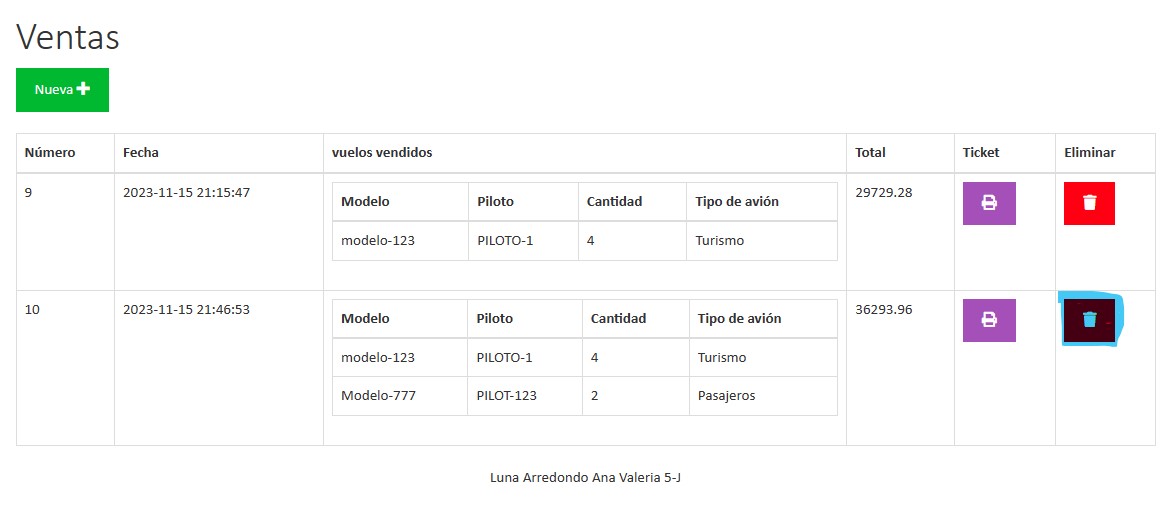 Ventas
Nueva
Número Fecha vuelos vendidos Total Ticket Eliminar
9 2023-11-15 21:15:47 29729.28
Modelo Piloto Cantidad Tipo de avión
modelo-123 PILOTO-1 4 Turismo
10 2023-11-15 21:46:53 36293.96
Modelo Piloto Cantidad Tipo de avión
modelo-123 PILOTO-1 4 Turismo
Modelo-777 PILOT-123 2 Pasajeros
Luna Arredondo Ana Valeria 5-J